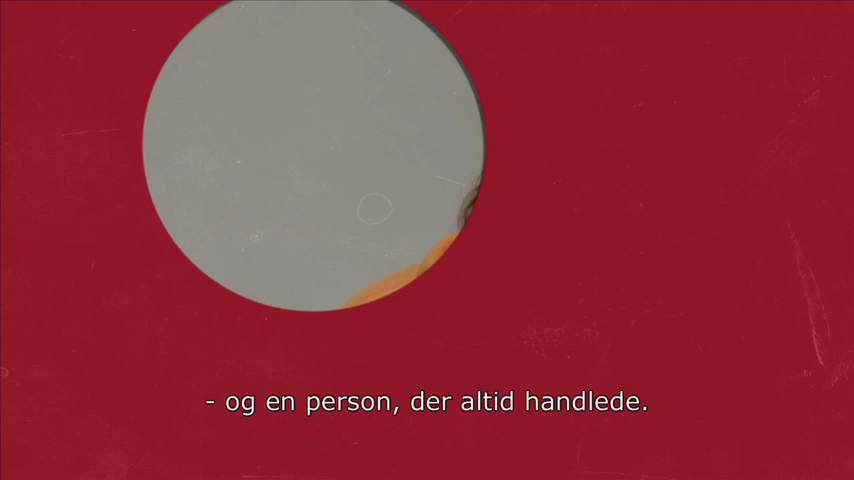 - og en person, der altid handlede.